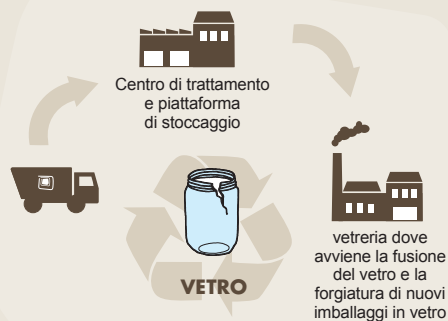 Centro di trattamento
e piattaforma
di stoccaggio
VETRO
vetreria dove
avviene la fusione
del vetro e la
forgiatura di nuovi
imballaggi in vetro